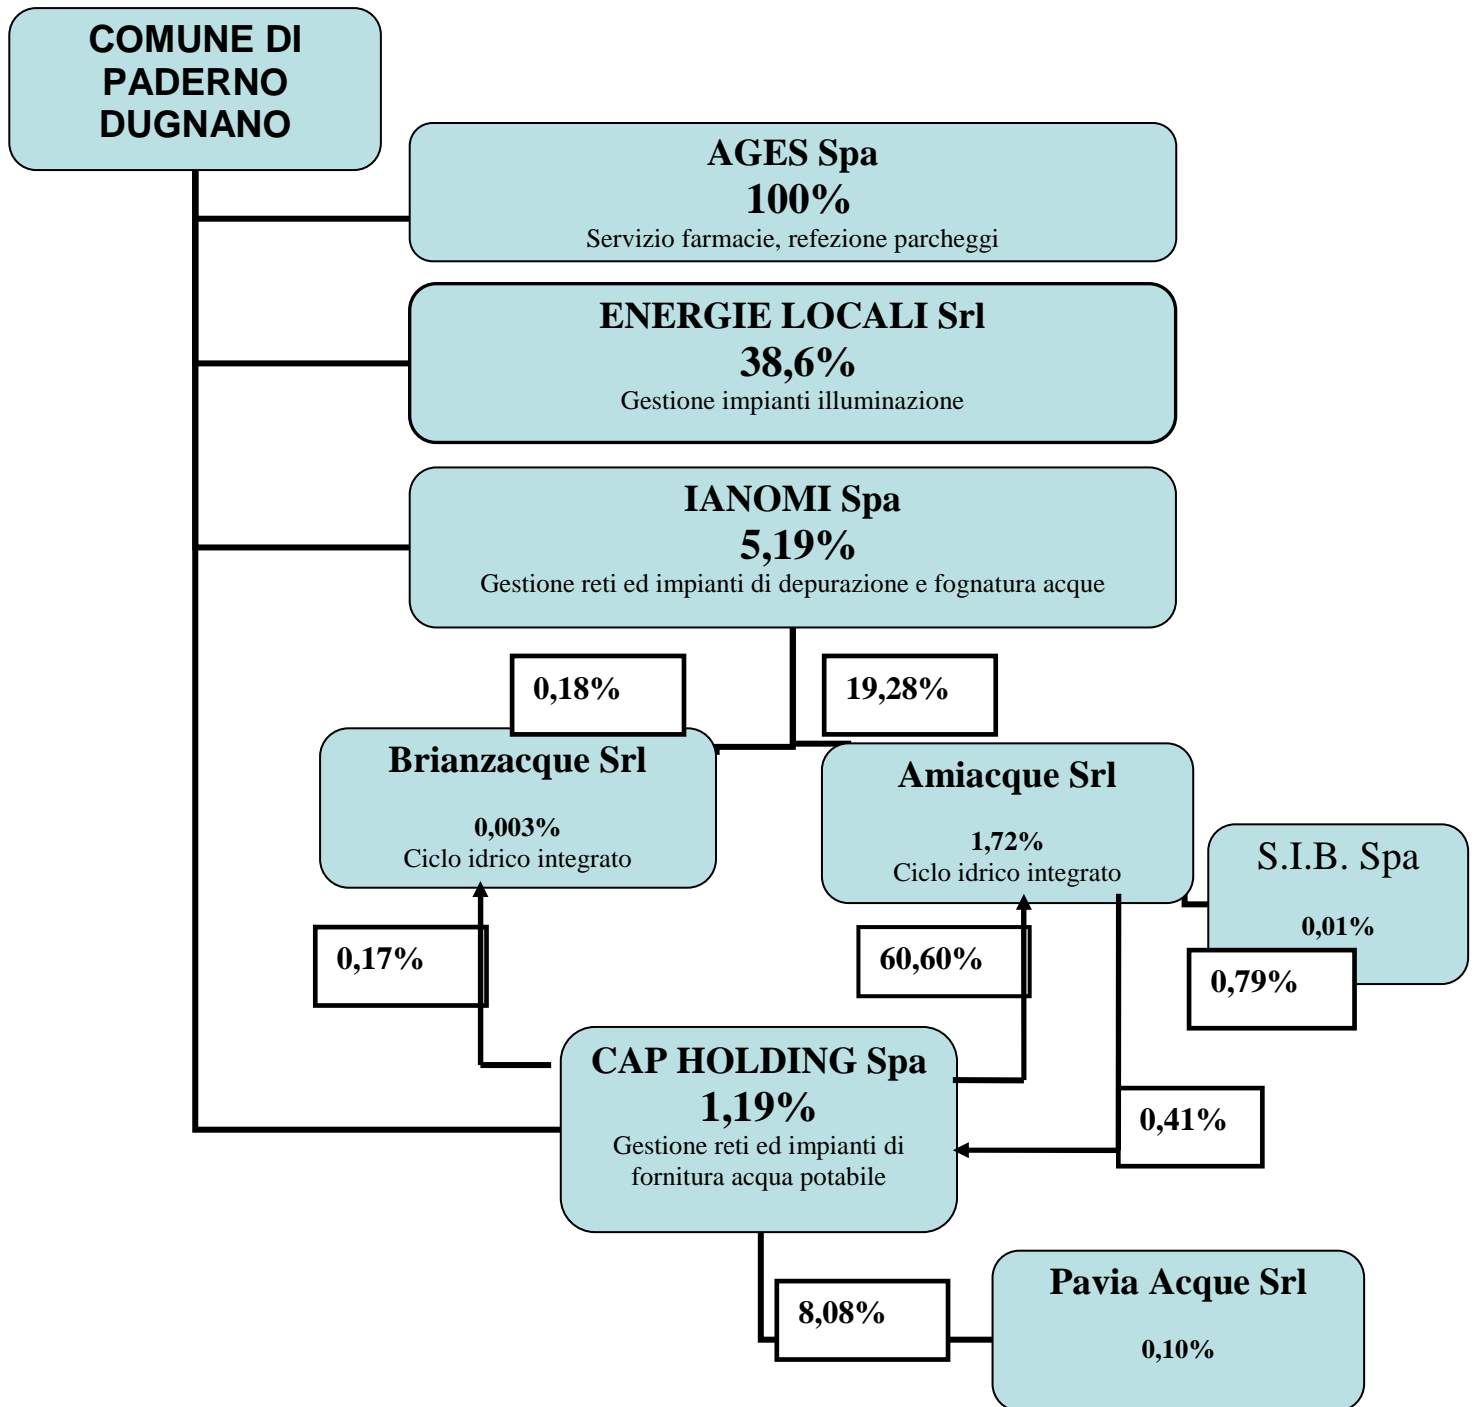 COMUNE DI
PADERNO
DUGNANO
AGES Spa
100%
Servizio farmacie, refezione parcheggi
ENERGIE LOCALI Srl
38,6%
Gestione impianti illuminazione
IANOMI Spa
5,19%
Gestione reti ed impianti di depurazione e fognatura acque
0,18%
19,28%
Brianzacque Srl
0,003%
Ciclo idrico integrato
Amiacque Srl
1,72%
Ciclo idrico integrato
S.I.B. Spa
0,01%
0,17%
60,60%
0,79%
CAP HOLDING Spa
1,19%
Gestione reti ed impianti di
fornitura acqua potabile
0,41%
8,08%
Pavia Acque Srl
0,10%